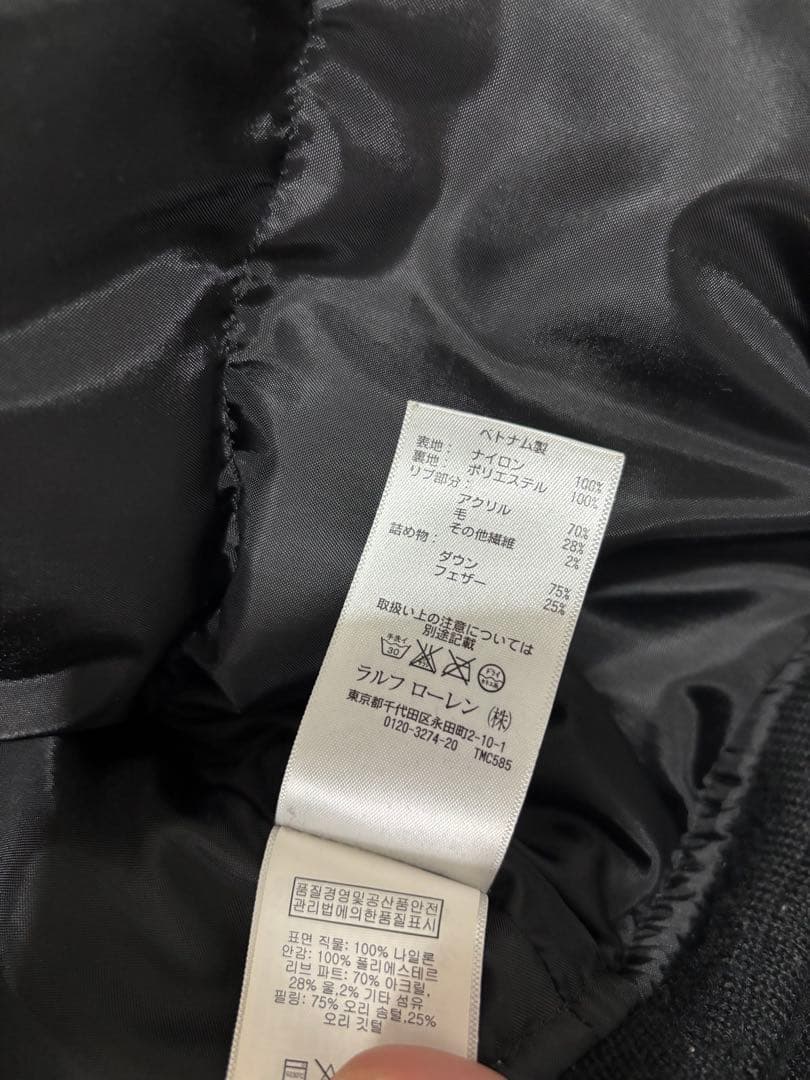 ベトナム製
表地： ナイロン 100%
裏地： ポリエステル 100%
リブ部分：
アクリル 70%
毛 28%
その他繊維 2%
詰め物：
ダウン 75%
フェザー 25%
取扱い上の注意については
別途記載
手洗イ 30 ドライ
ラルフ ローレン（株）
東京都千代田区永田町2-10-1
0120-3274-20 TMC585
품질경영및공산품안전
관리법에의한품질표시
표면 직물: 100% 나일론
안감: 100% 폴리에스테르
리브 파트: 70% 아크릴,
28% 울,2% 기타 섬유
필링: 75% 오리 솜털,25%
오리 깃털